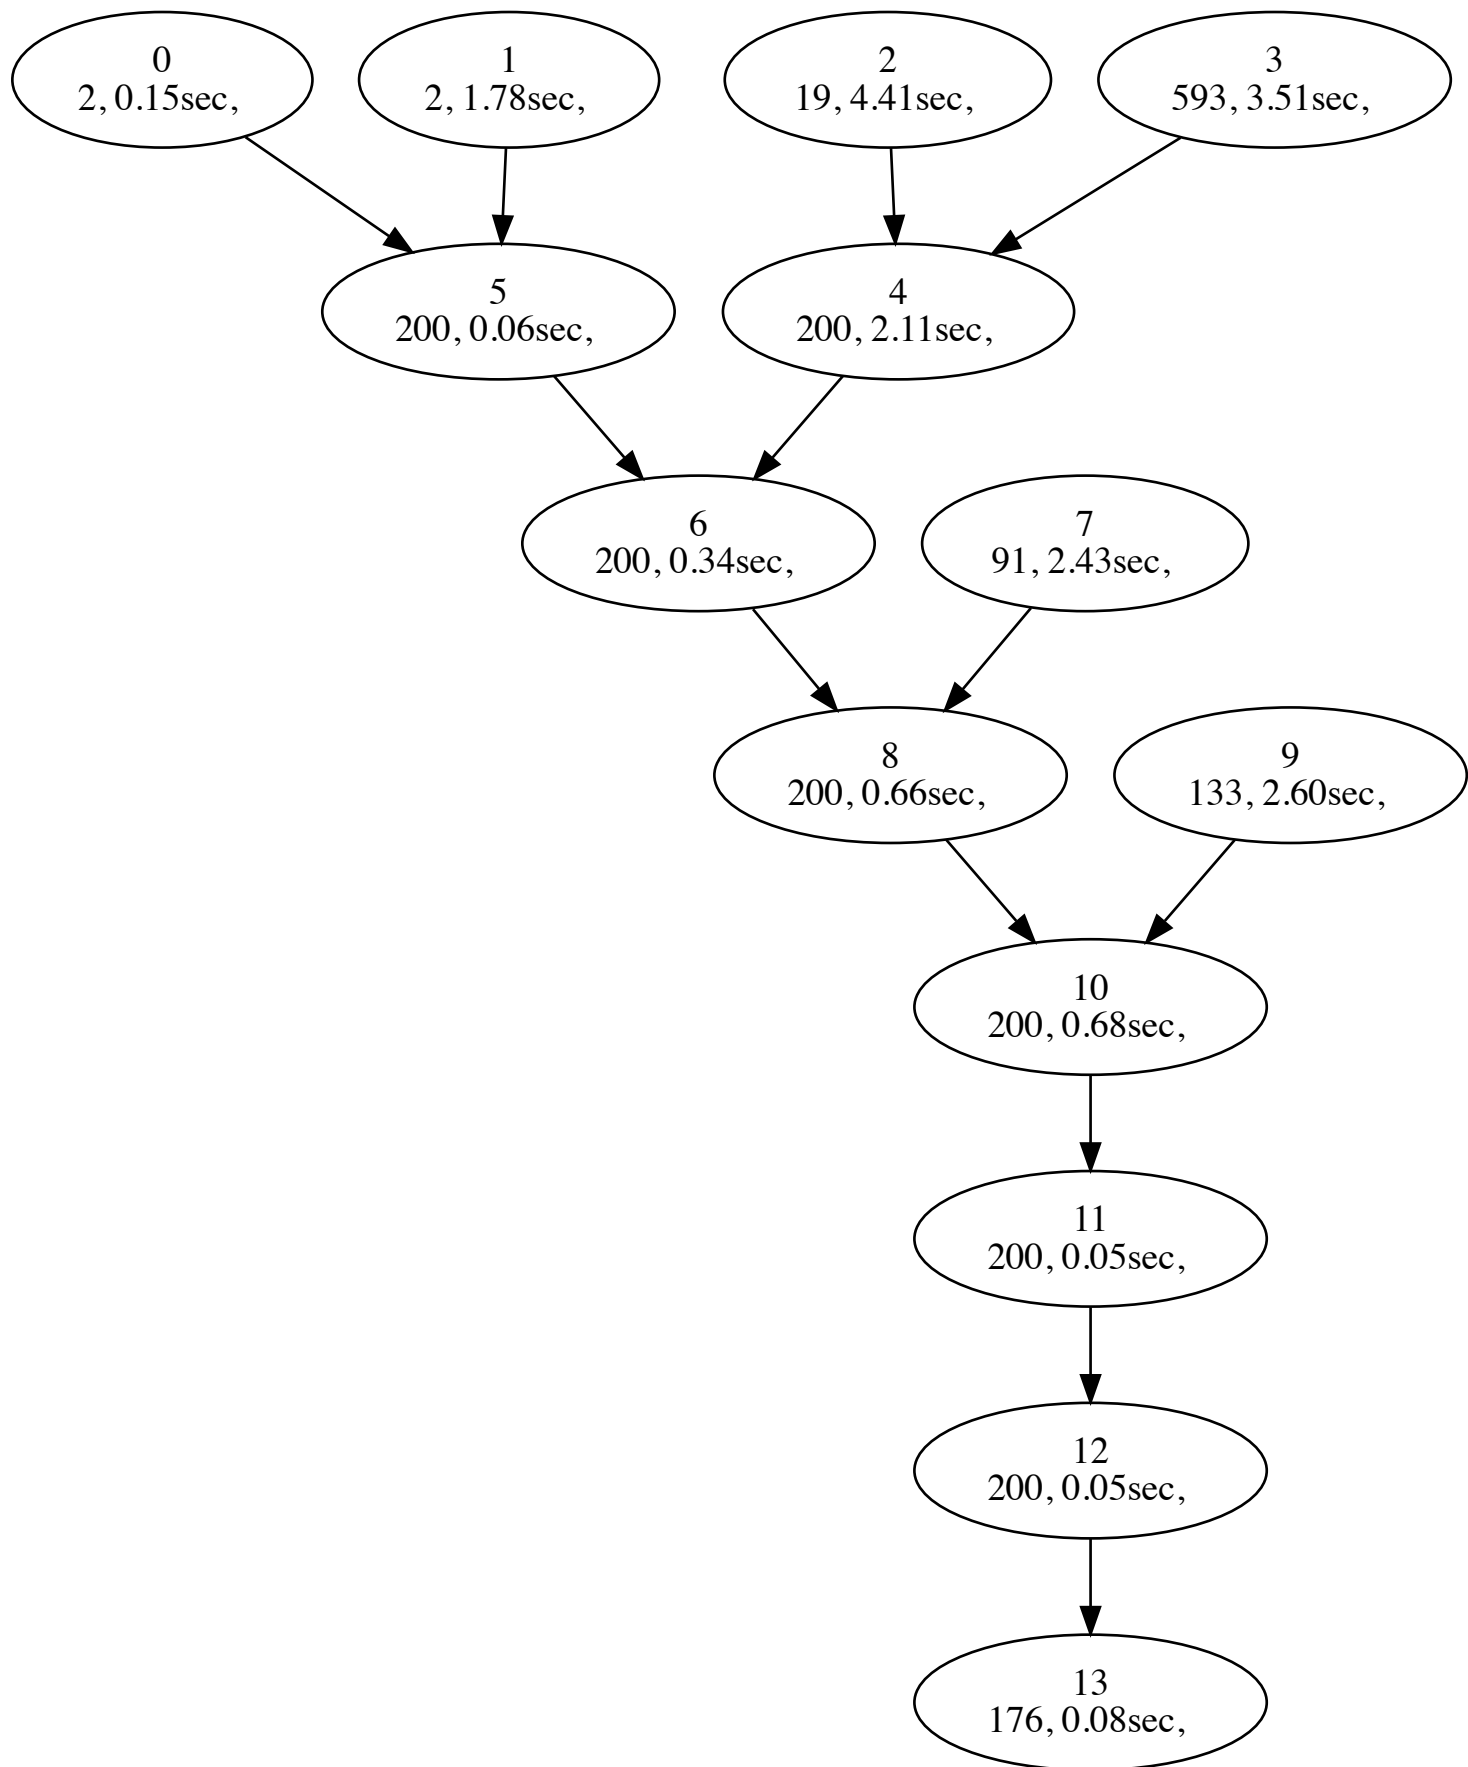 0
2, 0.15sec,
1
2, 1.78sec,
2
19, 4.41sec,
3
593, 3.51sec,
5
200, 0.06sec,
4
200, 2.11sec,
6
200, 0.34sec,
7
91, 2.43sec,
8
200, 0.66sec,
9
133, 2.60sec,
10
200, 0.68sec,
11
200, 0.05sec,
12
200, 0.05sec,
13
176, 0.08sec,